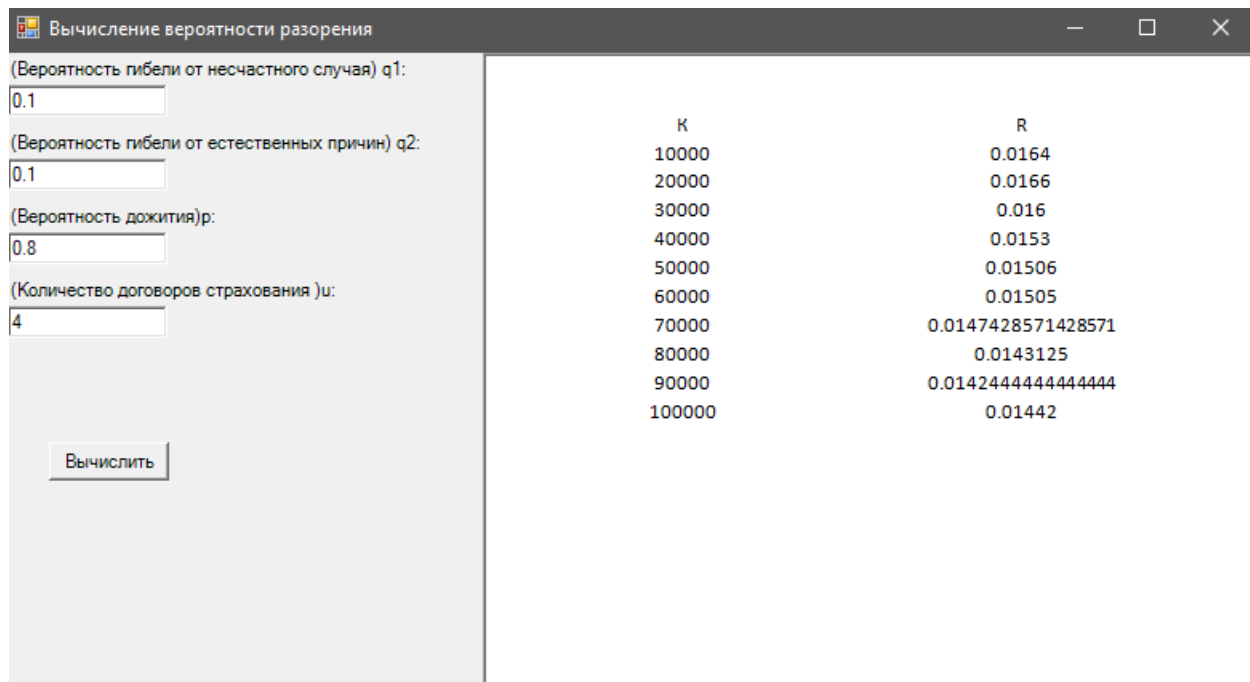 Вычисление вероятности разорения
(Вероятность гибели от несчастного случая) q1:
0.1
(Вероятность гибели от естественных причин) q2:
0.1
(Вероятность дожития)p:
0.8
(Количество договоров страхования )u:
4
Вычислить
К R
10000 0.0164
20000 0.0166
30000 0.016
40000 0.0153
50000 0.01506
60000 0.01505
70000 0.0147428571428571
80000 0.0143125
90000 0.0142444444444444
100000 0.01442